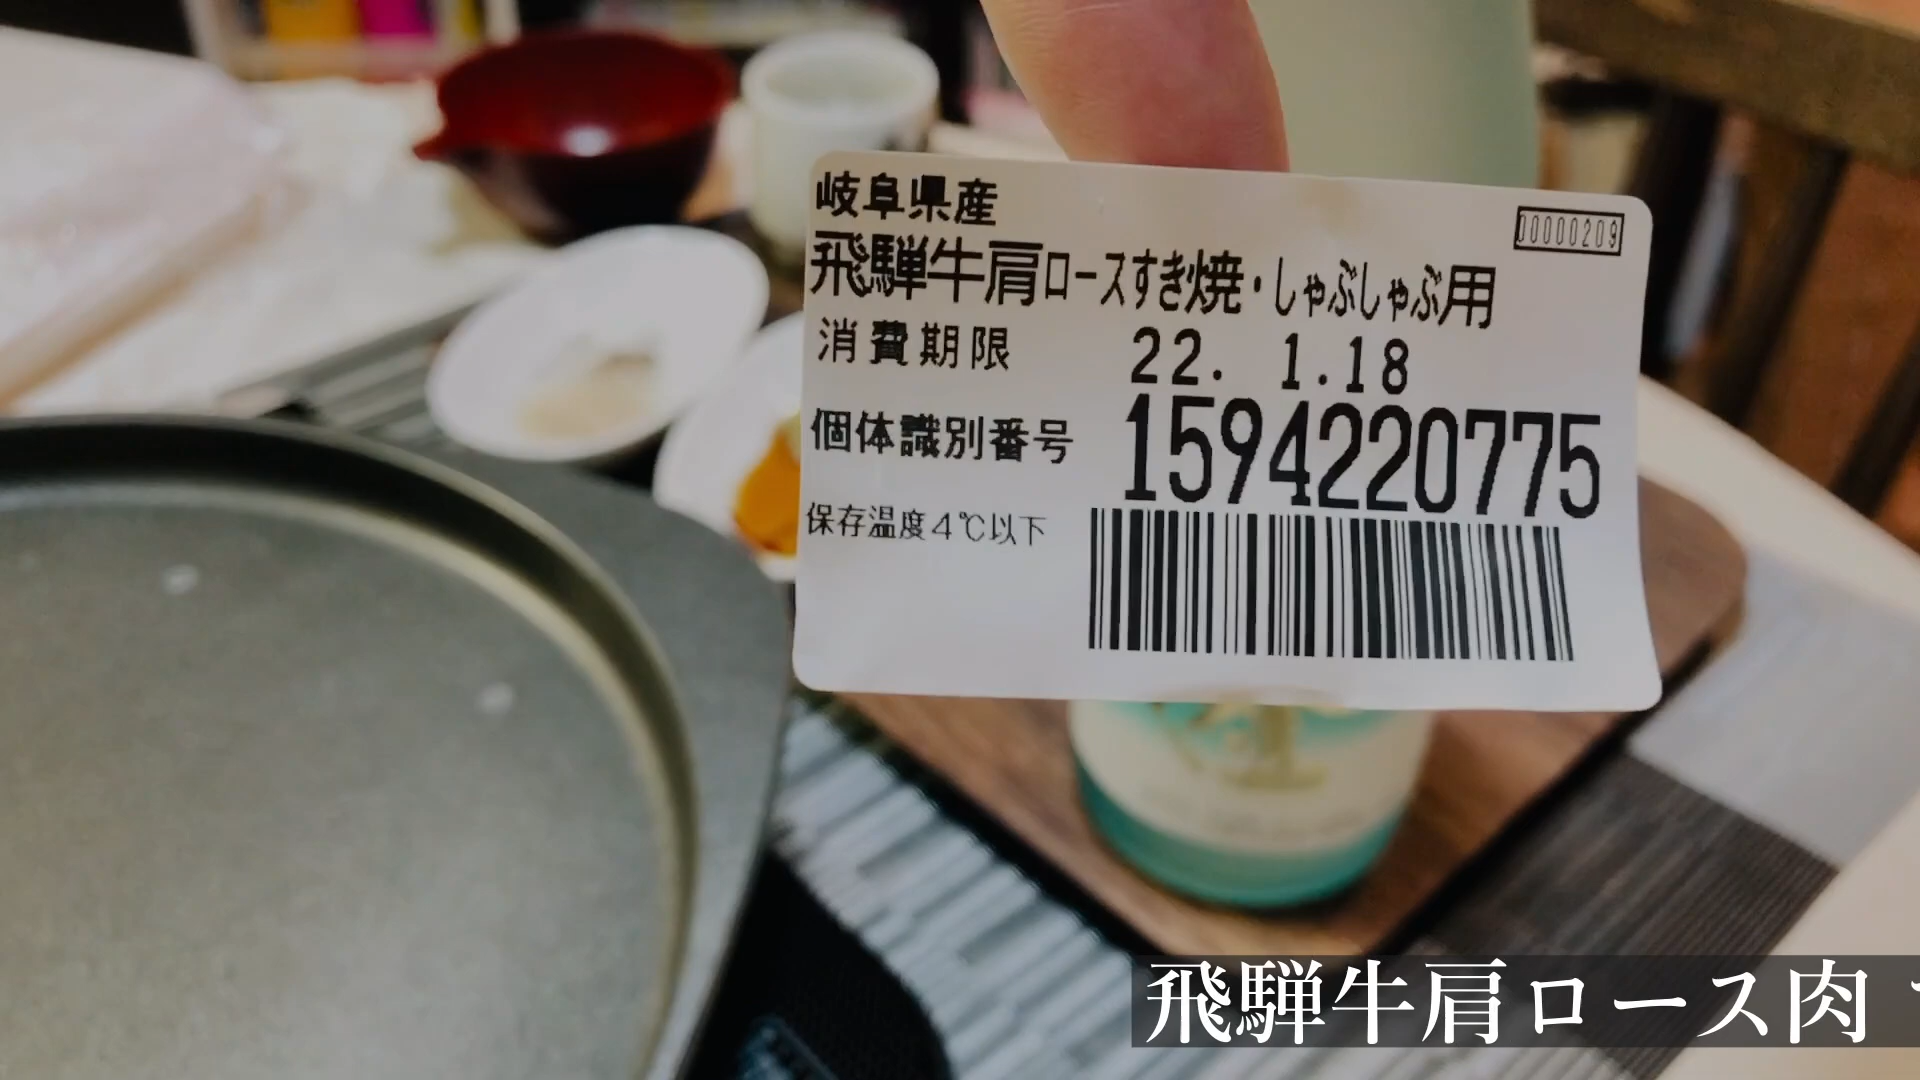 岐阜県産
00000209
飛騨牛肩ロースすき焼・しゃぶしゃぶ用
消費期限 22. 1.18
個体識別番号 1594220775
保存温度4℃以下
飛騨牛肩ロース肉